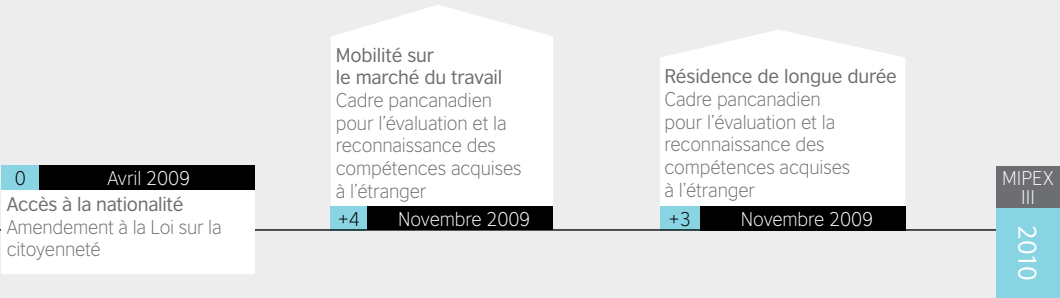 0 Avril 2009
Accès à la nationalité
Amendement à la Loi sur la
citoyenneté
Mobilité sur
le marché du travail
Cadre pancanadien
pour l'évaluation et la
reconnaissance des
compétences acquises
à l'étranger
+4 Novembre 2009
Résidence de longue durée
Cadre pancanadien
pour l'évaluation et la
reconnaissance des
compétences acquises
à l'étranger
+3 Novembre 2009
MIPEX
III
2010